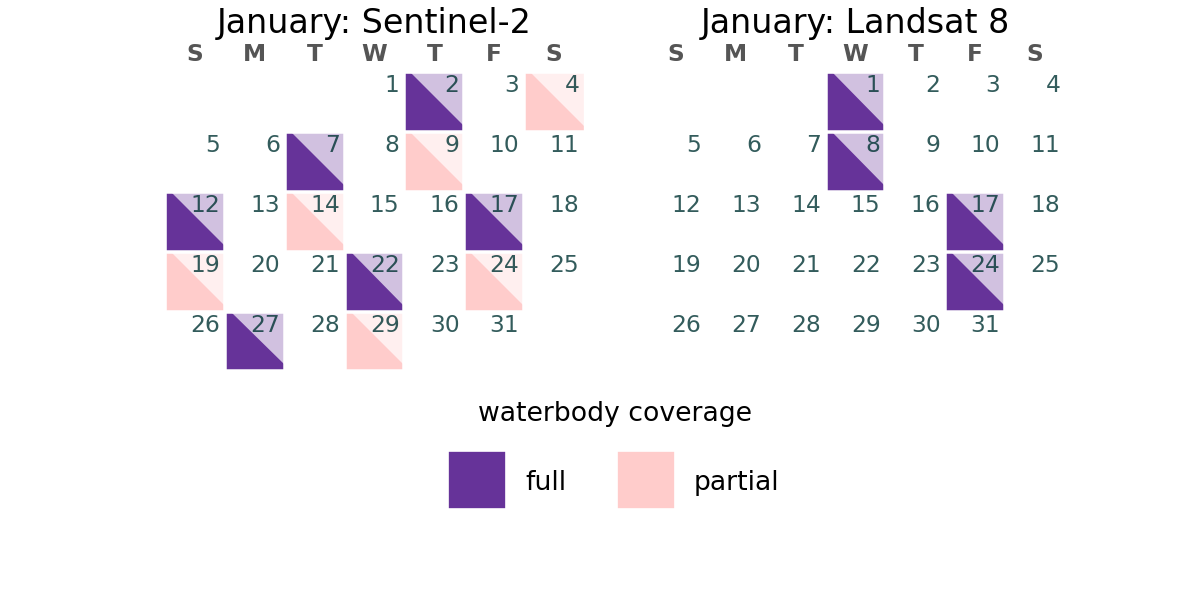 January: Sentinel-2
S M T W T F S
1 2 3 4
5 6 7 8 9 10 11
12 13 14 15 16 17 18
19 20 21 22 23 24 25
26 27 28 29 30 31
January: Landsat 8
S M T W T F S
1 2 3 4
5 6 7 8 9 10 11
12 13 14 15 16 17 18
19 20 21 22 23 24 25
26 27 28 29 30 31
waterbody coverage
full partial